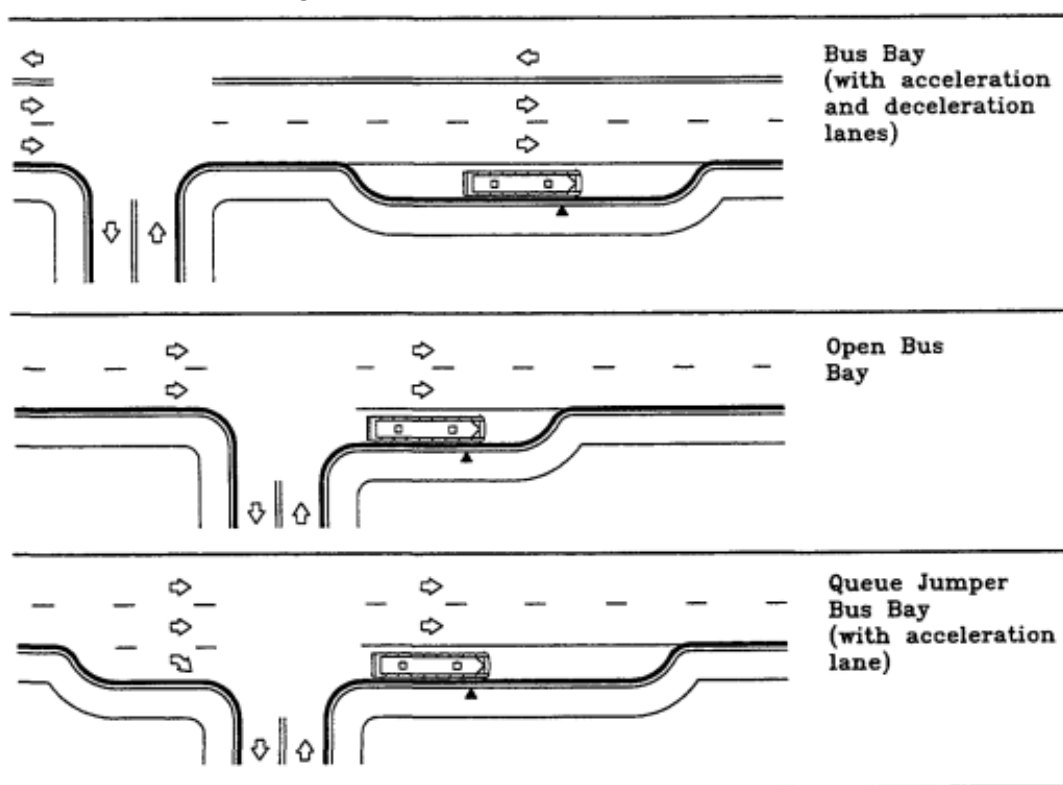 Bus Bay
(with acceleration
and deceleration
lanes)
Open Bus
Bay
Queue Jumper
Bus Bay
(with acceleration
lane)